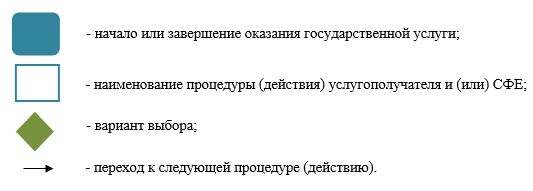 - начало или завершение оказания государственной услуги;
- наименование процедуры (действия) услугополучателя и (или) СФЕ;
- вариант выбора;
- переход к следующей процедуре (действию).